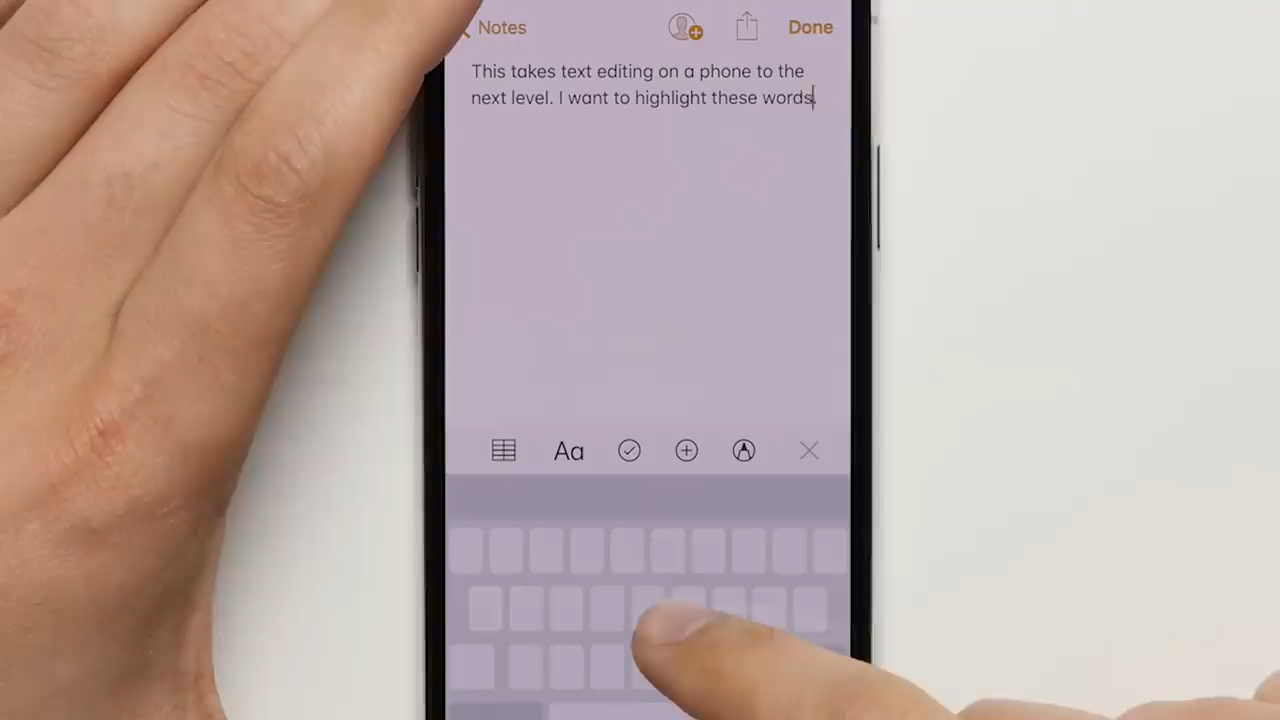 Notes
Done
This takes text editing on a phone to the
next level. I want to highlight these words.
Aa